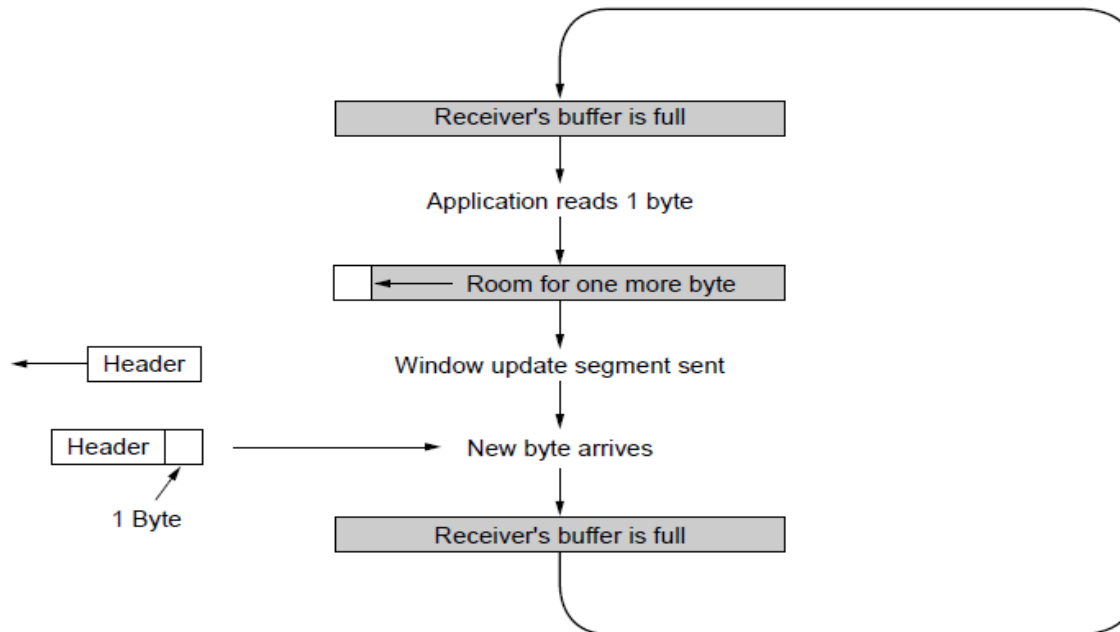 Receiver's buffer is full
Application reads 1 byte
Room for one more byte
Header
Window update segment sent
Header
New byte arrives
1 Byte
Receiver's buffer is full